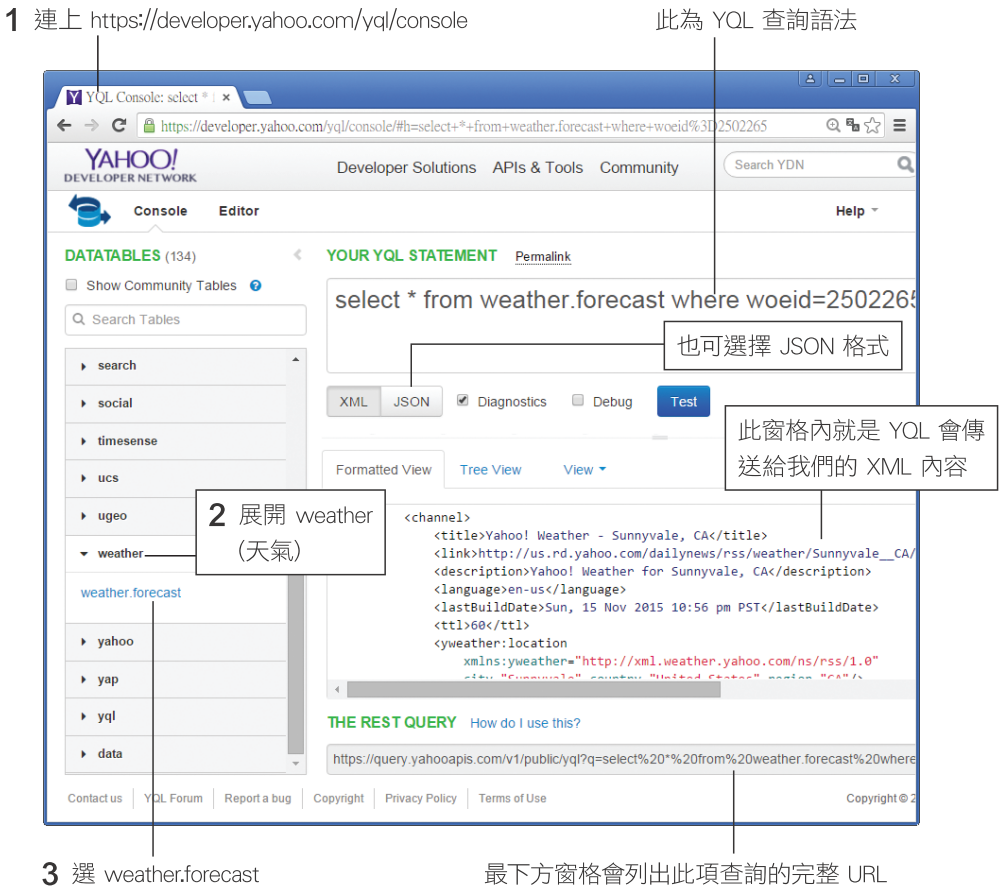 1 連上 https://developer.yahoo.com/yql/console
此為 YQL 查詢語法
YQL Console: select *
https://developer.yahoo.com/yql/console/#h=select+*+from+weather.forecast+where+woeid%3D2502265
YAHOO!
DEVELOPER NETWORK
Developer Solutions APIs & Tools Community
Search YDN
Console Editor
Help
DATATABLES (134)
Show Community Tables ?
Search Tables
search
social
timesense
ucs
ugeo
weather
weather.forecast
yahoo
yap
yql
data
2 展開 weather
(天氣)
YOUR YQL STATEMENT Permalink
select * from weather.forecast where woeid=2502265
也可選擇 JSON 格式
XML JSON Diagnostics Debug Test
此窗格內就是 YQL 會傳
送給我們的 XML 內容
Formatted View Tree View View
<channel>
<title>Yahoo! Weather - Sunnyvale, CA</title>
<link>http://us.rd.yahoo.com/dailynews/rss/weather/Sunnyvale__CA/
<description>Yahoo! Weather for Sunnyvale, CA</description>
<language>en-us</language>
<lastBuildDate>Sun, 15 Nov 2015 10:56 pm PST</lastBuildDate>
<ttl>60</ttl>
<yweather:location
xmlns:yweather="http://xml.weather.yahoo.com/ns/rss/1.0"
city="Sunnyvale" country="United States" region="CA"/>
THE REST QUERY How do I use this?
https://query.yahooapis.com/v1/public/yql?q=select%20*%20from%20weather.forecast%20where
Contact us YQL Forum Report a bug Copyright Privacy Policy Terms of Use
Copyright © 2
3 選 weather.forecast
最下方窗格會列出此項查詢的完整 URL